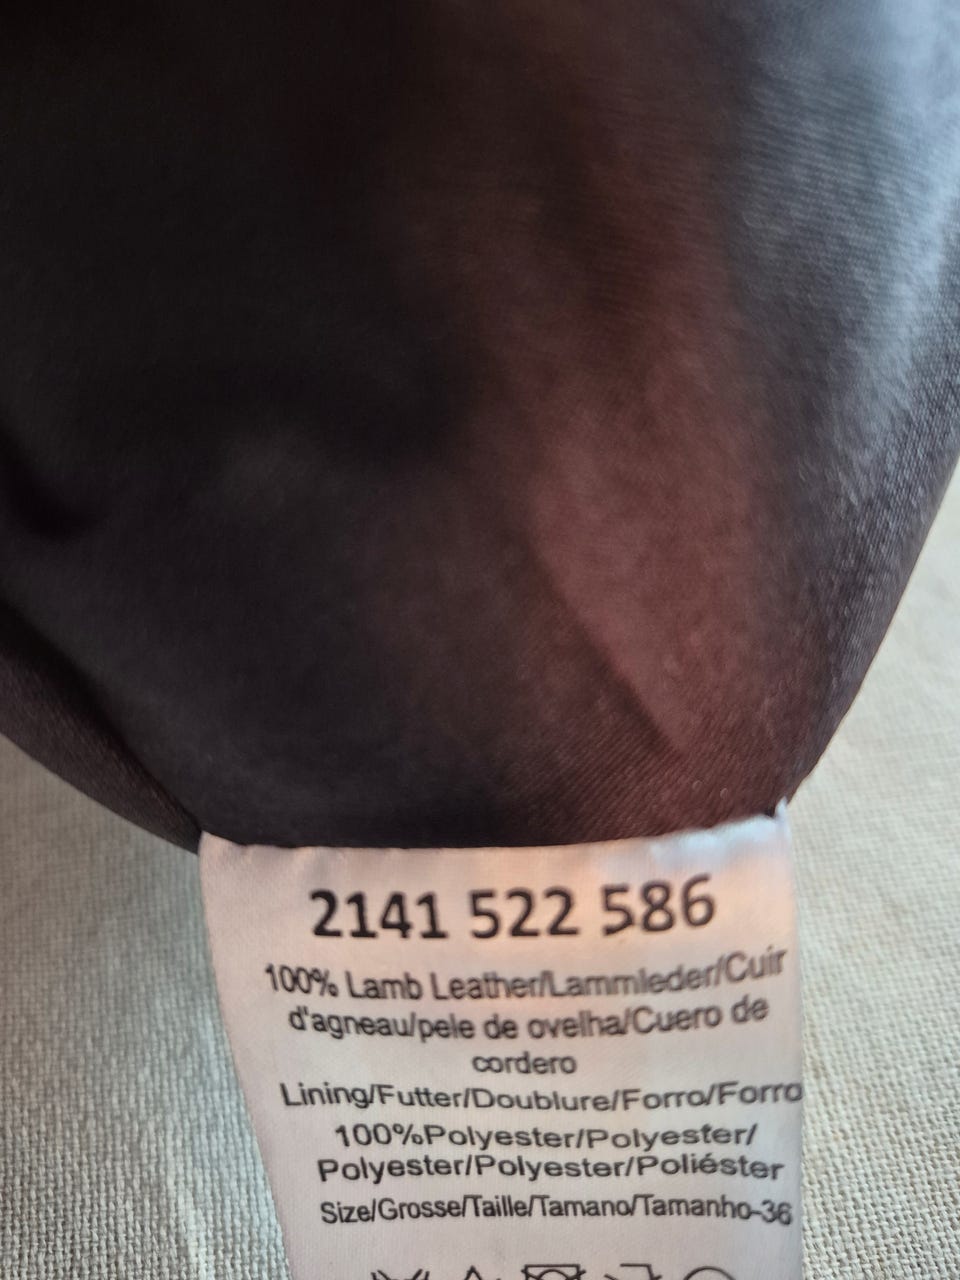 2141 522 586
100% Lamb Leather/Lammleder/Cuir
d'agneau/pele de ovelha/Cuero de
cordero
Lining/Futter/Doublure/Forro/Forro
100%Polyester/Polyester/
Polyester/Polyester/Poliéster
Size/Grosse/Taille/Tamano/Tamanho-36